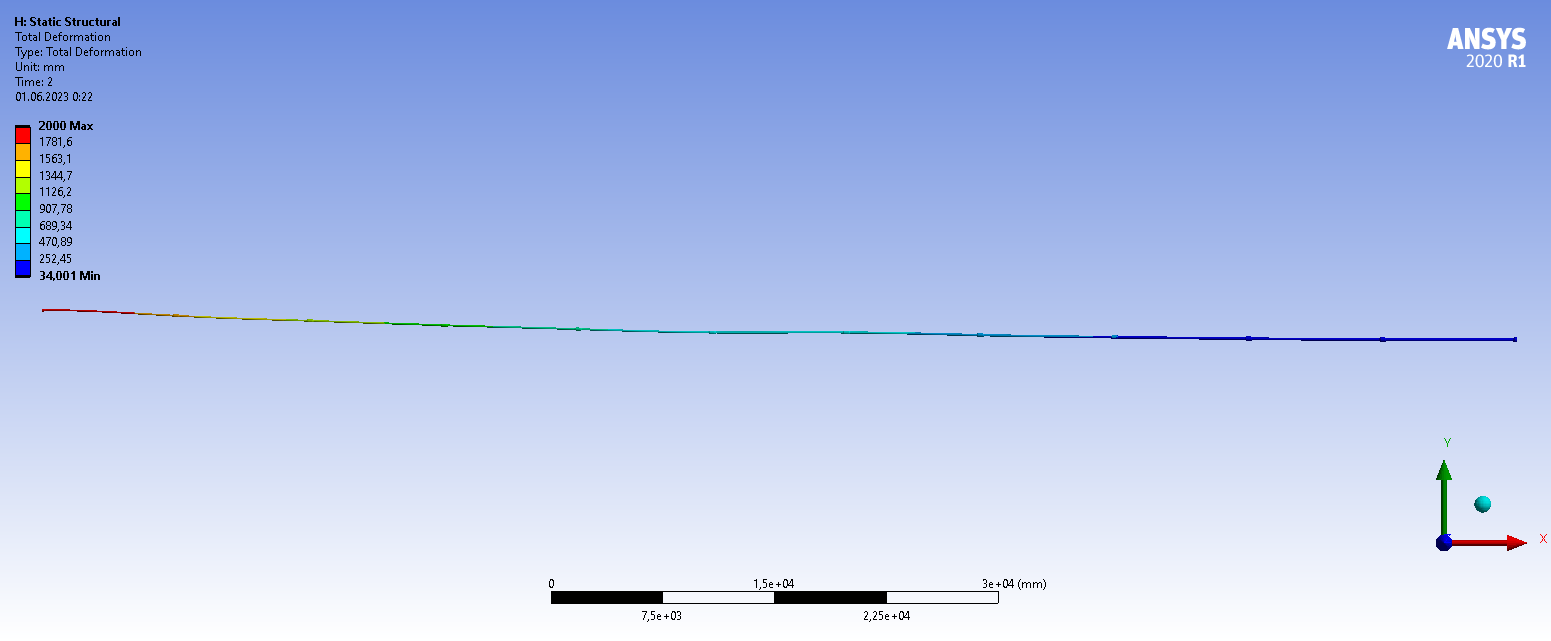 H: Static Structural
Total Deformation
Type: Total Deformation
Unit: mm
Time: 2
01.06.2023 0:22
ANSYS
2020 R1
2000 Max
1781,6
1563,1
1344,7
1126,2
907,78
689,34
470,89
252,45
34,001 Min
Y
X
0
1,5e+04
3e+04 (mm)
7,5e+03
2,25e+04